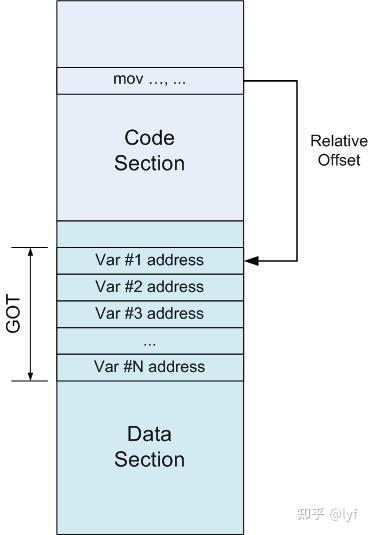 mov ..., ...
Code
Section
Relative
Offset
Var #1 address
Var #2 address
Var #3 address
...
Var #N address
GOT
Data
Section
知乎 @lyf